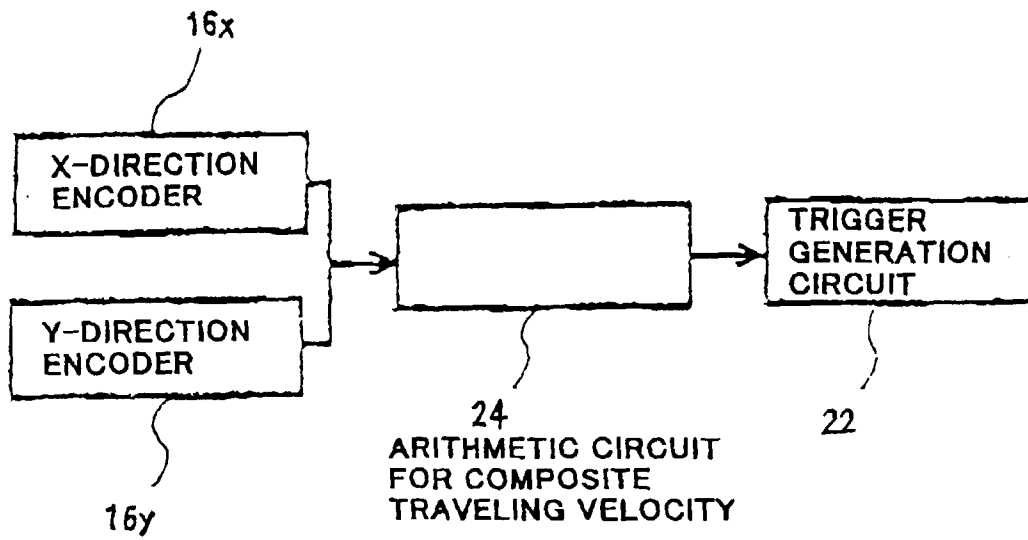 16x
X-DIRECTION
ENCODER
Y-DIRECTION
ENCODER
16y
24
ARITHMETIC CIRCUIT
FOR COMPOSITE
TRAVELING VELOCITY
TRIGGER
GENERATION
CIRCUIT
22